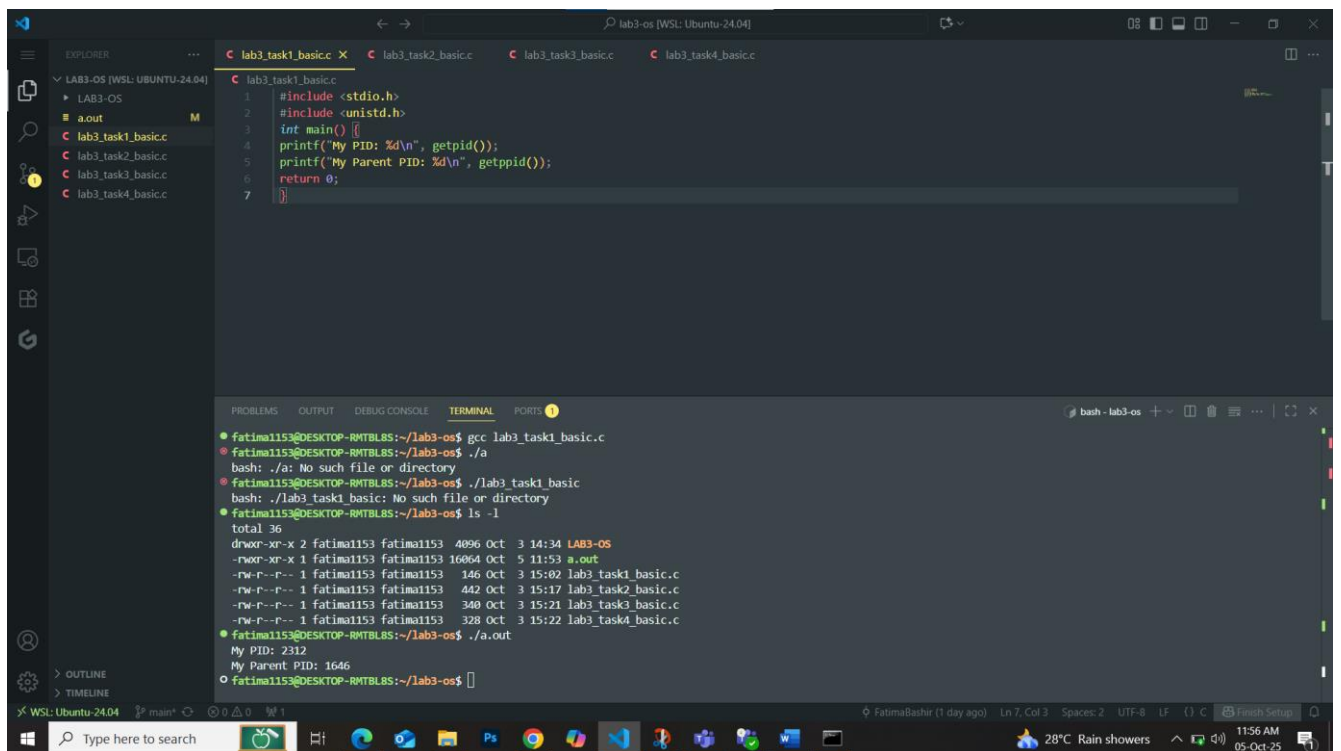 lab3-os [WSL: Ubuntu-24.04]
EXPLORER
LAB3-OS [WSL: UBUNTU-24.04]
LAB3-OS
a.out M
lab3_task1_basic.c
lab3_task2_basic.c
lab3_task3_basic.c
lab3_task4_basic.c
OUTLINE
TIMELINE
C lab3_task1_basic.c C lab3_task2_basic.c C lab3_task3_basic.c C lab3_task4_basic.c
C lab3_task1_basic.c
1 #include <stdio.h>
2 #include <unistd.h>
3 int main() {
4 printf("My PID: %d\n", getpid());
5 printf("My Parent PID: %d\n", getppid());
6 return 0;
7 }
PROBLEMS OUTPUT DEBUG CONSOLE TERMINAL PORTS 1
bash - lab3-os
fatima1153@DESKTOP-RMTBL8S:~/lab3-os$ gcc lab3_task1_basic.c
fatima1153@DESKTOP-RMTBL8S:~/lab3-os$ ./a
bash: ./a: No such file or directory
fatima1153@DESKTOP-RMTBL8S:~/lab3-os$ ./lab3_task1_basic
bash: ./lab3_task1_basic: No such file or directory
fatima1153@DESKTOP-RMTBL8S:~/lab3-os$ ls -l
total 36
drwxr-xr-x 2 fatima1153 fatima1153 4096 Oct 3 14:34 LAB3-OS
-rwxr-xr-x 1 fatima1153 fatima1153 16064 Oct 5 11:53 a.out
-rw-r--r-- 1 fatima1153 fatima1153 146 Oct 3 15:02 lab3_task1_basic.c
-rw-r--r-- 1 fatima1153 fatima1153 442 Oct 3 15:17 lab3_task2_basic.c
-rw-r--r-- 1 fatima1153 fatima1153 340 Oct 3 15:21 lab3_task3_basic.c
-rw-r--r-- 1 fatima1153 fatima1153 328 Oct 3 15:22 lab3_task4_basic.c
fatima1153@DESKTOP-RMTBL8S:~/lab3-os$ ./a.out
My PID: 2312
My Parent PID: 1646
fatima1153@DESKTOP-RMTBL8S:~/lab3-os$
WSL: Ubuntu-24.04 main* 0 0 1 FatimaBashir (1 day ago) Ln 7, Col 3 Spaces: 2 UTF-8 LF {} C Finish Setup
Type here to search
28°C Rain showers
11:56 AM
05-Oct-25